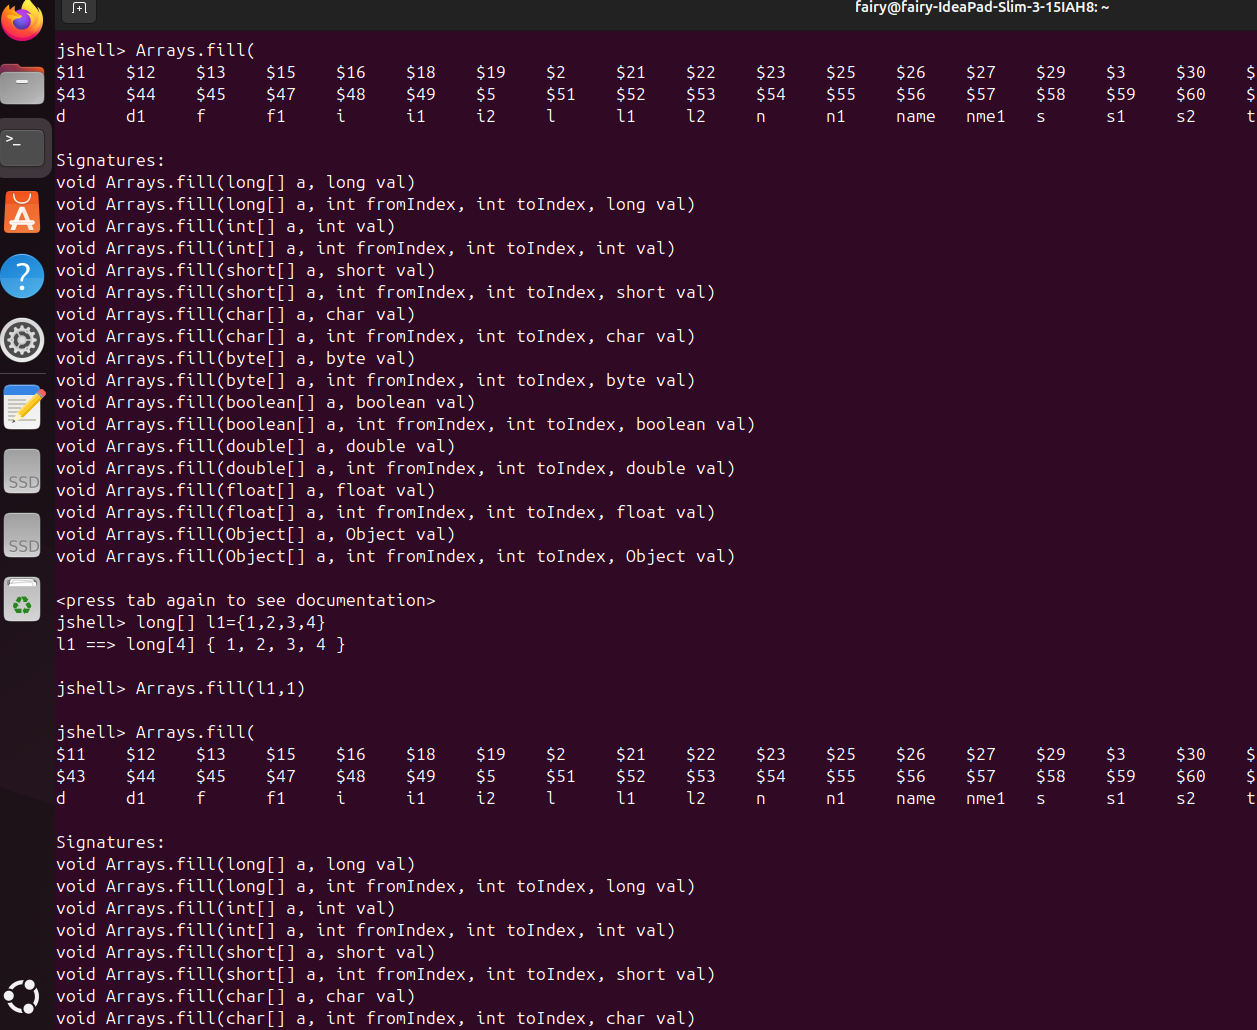 fairy@fairy-IdeaPad-Slim-3-15IAH8: ~
jshell> Arrays.fill(
$11 $12 $13 $15 $16 $18 $19 $2 $21 $22 $23 $25 $26 $27 $29 $3 $30 $
$43 $44 $45 $47 $48 $49 $5 $51 $52 $53 $54 $55 $56 $57 $58 $59 $60 $
d d1 f f1 i i1 i2 l l1 l2 n n1 name nme1 s s1 s2 t
Signatures:
void Arrays.fill(long[] a, long val)
void Arrays.fill(long[] a, int fromIndex, int toIndex, long val)
void Arrays.fill(int[] a, int val)
void Arrays.fill(int[] a, int fromIndex, int toIndex, int val)
void Arrays.fill(short[] a, short val)
void Arrays.fill(short[] a, int fromIndex, int toIndex, short val)
void Arrays.fill(char[] a, char val)
void Arrays.fill(char[] a, int fromIndex, int toIndex, char val)
void Arrays.fill(byte[] a, byte val)
void Arrays.fill(byte[] a, int fromIndex, int toIndex, byte val)
void Arrays.fill(boolean[] a, boolean val)
void Arrays.fill(boolean[] a, int fromIndex, int toIndex, boolean val)
void Arrays.fill(double[] a, double val)
void Arrays.fill(double[] a, int fromIndex, int toIndex, double val)
void Arrays.fill(float[] a, float val)
void Arrays.fill(float[] a, int fromIndex, int toIndex, float val)
void Arrays.fill(Object[] a, Object val)
void Arrays.fill(Object[] a, int fromIndex, int toIndex, Object val)
<press tab again to see documentation>
jshell> long[] l1={1,2,3,4}
l1 ==> long[4] { 1, 2, 3, 4 }
jshell> Arrays.fill(l1,1)
jshell> Arrays.fill(
$11 $12 $13 $15 $16 $18 $19 $2 $21 $22 $23 $25 $26 $27 $29 $3 $30 $
$43 $44 $45 $47 $48 $49 $5 $51 $52 $53 $54 $55 $56 $57 $58 $59 $60 $
d d1 f f1 i i1 i2 l l1 l2 n n1 name nme1 s s1 s2 t
Signatures:
void Arrays.fill(long[] a, long val)
void Arrays.fill(long[] a, int fromIndex, int toIndex, long val)
void Arrays.fill(int[] a, int val)
void Arrays.fill(int[] a, int fromIndex, int toIndex, int val)
void Arrays.fill(short[] a, short val)
void Arrays.fill(short[] a, int fromIndex, int toIndex, short val)
void Arrays.fill(char[] a, char val)
void Arrays.fill(char[] a, int fromIndex, int toIndex, char val)
SSD
SSD